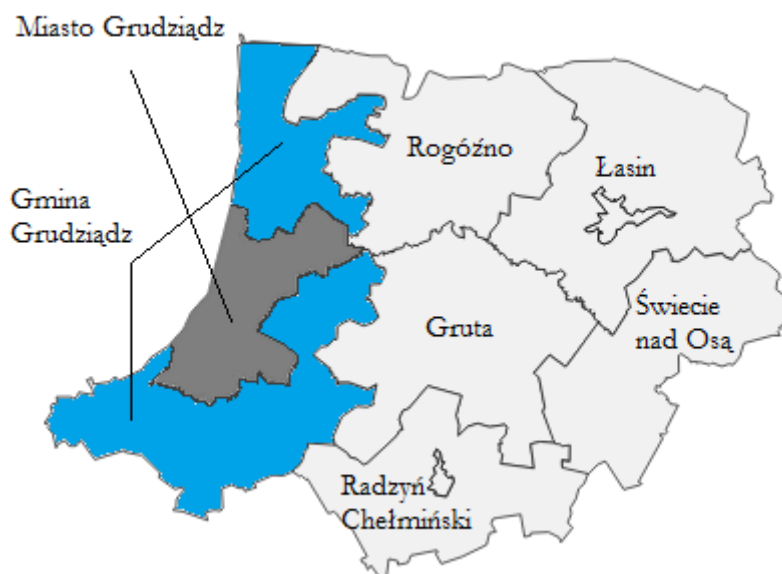 Miasto Grudziądz
Rogóźno
Łasin
Gmina
Grudziądz
Świecie
nad Osą
Gruta
Radzyń
Chełmiński